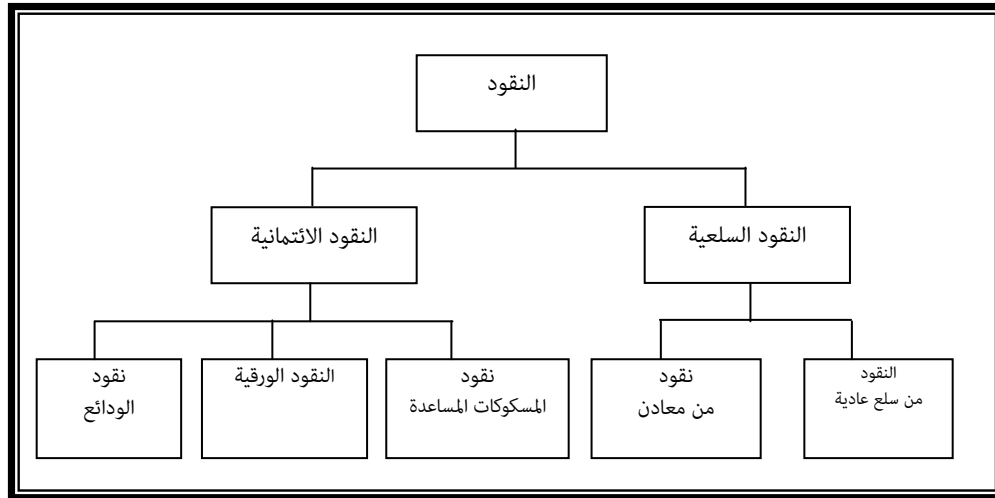 النقود
النقود السلعية
النقود الائتمانية
النقود
من سلع عادية
نقود
من معادن
نقود
المسكوكات المساعدة
النقود الورقية
نقود
الودائع